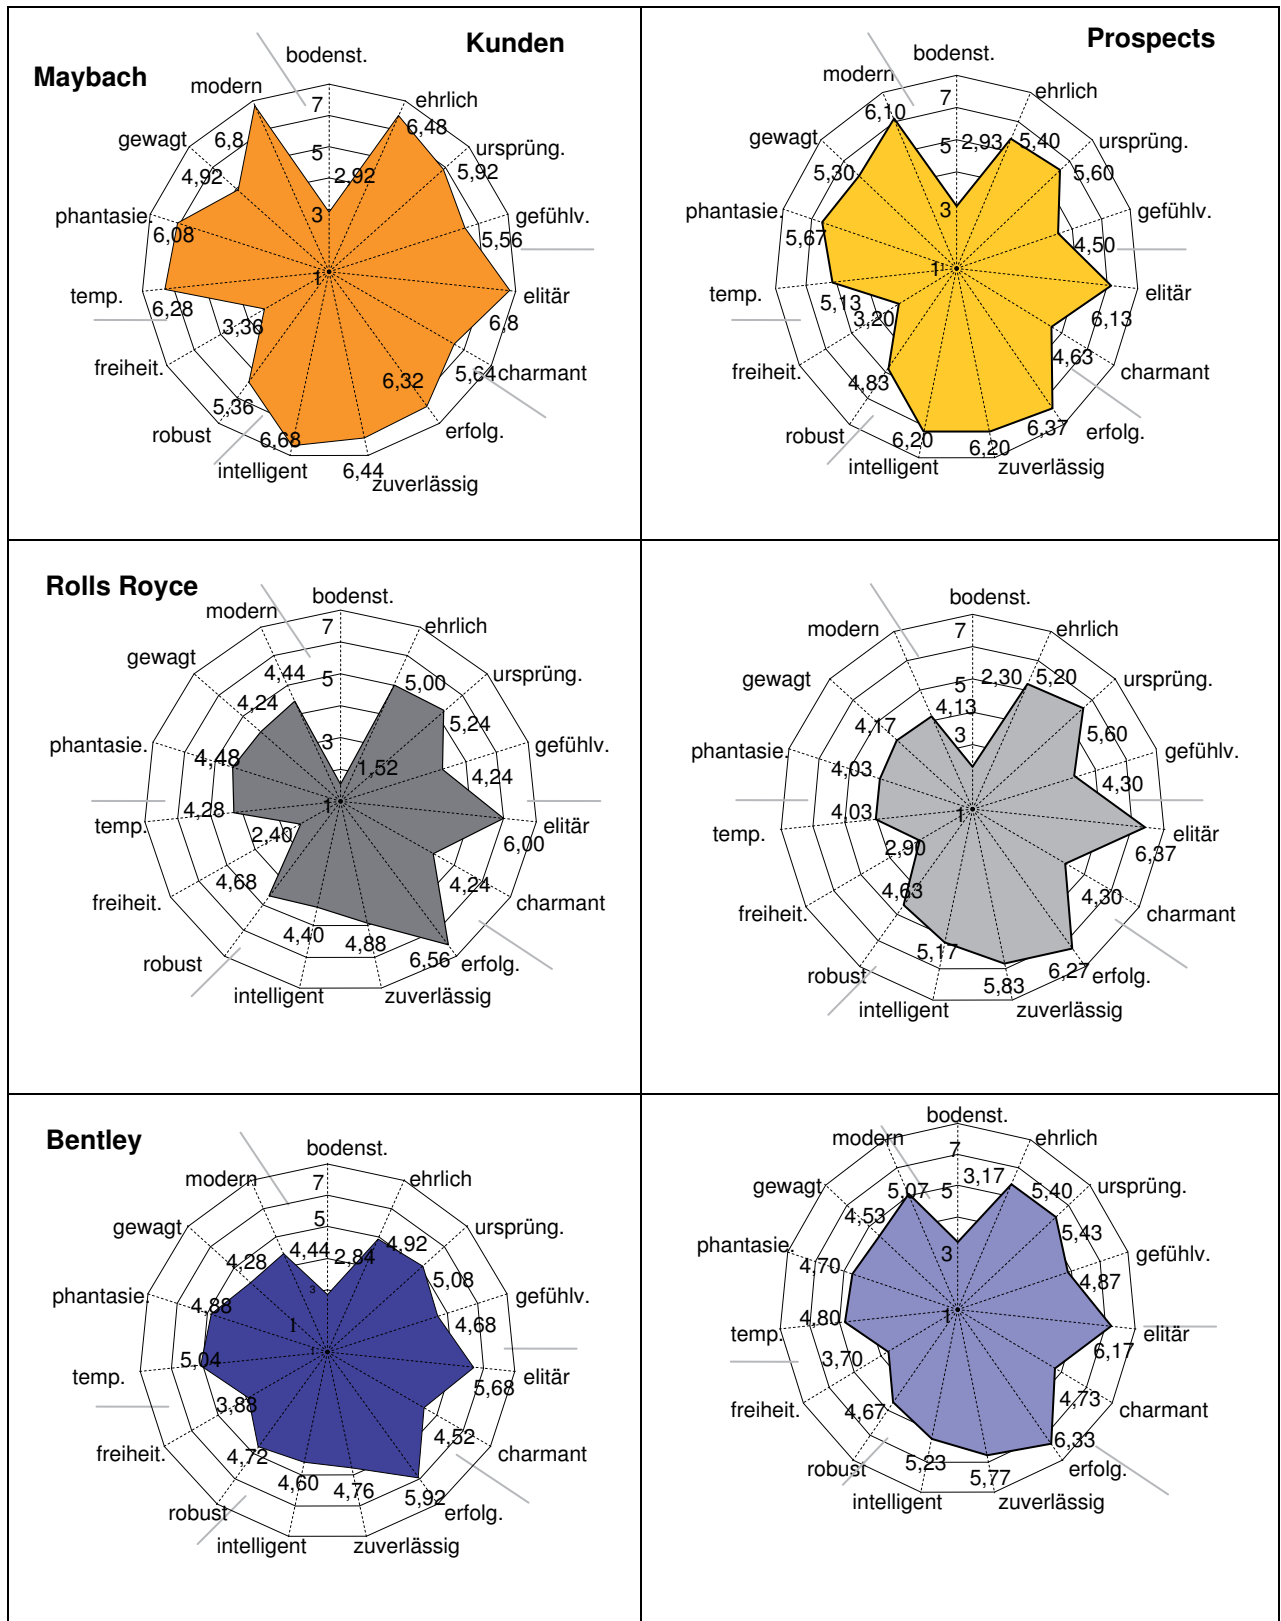 Maybach
Kunden
bodenst.
modern
ehrlich
gewagt
ursprüng.
phantasie.
gefühlv.
temp.
elitär
freiheit.
charmant
robust
erfolg.
intelligent
zuverlässig
7
5
3
1
2,92
6,48
5,92
5,56
6,8
5,64
6,32
6,44
6,68
5,36
3,36
6,28
6,08
4,92
6,8
Prospects
bodenst.
modern
ehrlich
gewagt
ursprüng.
phantasie.
gefühlv.
temp.
elitär
freiheit.
charmant
robust
erfolg.
intelligent
zuverlässig
7
5
3
1
2,93
5,40
5,60
4,50
6,13
4,63
6,37
6,20
6,20
4,83
3,20
5,13
5,67
5,30
6,10
Rolls Royce
bodenst.
modern
ehrlich
gewagt
ursprüng.
phantasie.
gefühlv.
temp.
elitär
freiheit.
charmant
robust
erfolg.
intelligent
zuverlässig
7
5
3
1
1,52
5,00
5,24
4,24
6,00
4,24
6,56
4,88
4,40
4,68
2,40
4,28
4,48
4,24
4,44
bodenst.
modern
ehrlich
gewagt
ursprüng.
phantasie.
gefühlv.
temp.
elitär
freiheit.
charmant
robust
erfolg.
intelligent
zuverlässig
7
5
3
1
2,30
5,20
5,60
4,30
6,37
4,30
6,27
5,83
5,17
4,63
2,90
4,03
4,03
4,17
4,13
Bentley
bodenst.
modern
ehrlich
gewagt
ursprüng.
phantasie.
gefühlv.
temp.
elitär
freiheit.
charmant
robust
erfolg.
intelligent
zuverlässig
7
5
3
1
1
2,84
4,92
5,08
4,68
5,68
4,52
5,92
4,76
4,60
4,72
3,88
5,04
4,88
4,28
4,44
bodenst.
modern
ehrlich
gewagt
ursprüng.
phantasie.
gefühlv.
temp.
elitär
freiheit.
charmant
robust
erfolg.
intelligent
zuverlässig
7
5
3
1
3,17
5,40
5,43
4,87
6,17
4,73
6,33
5,77
5,23
4,67
3,70
4,80
4,70
4,53
5,07